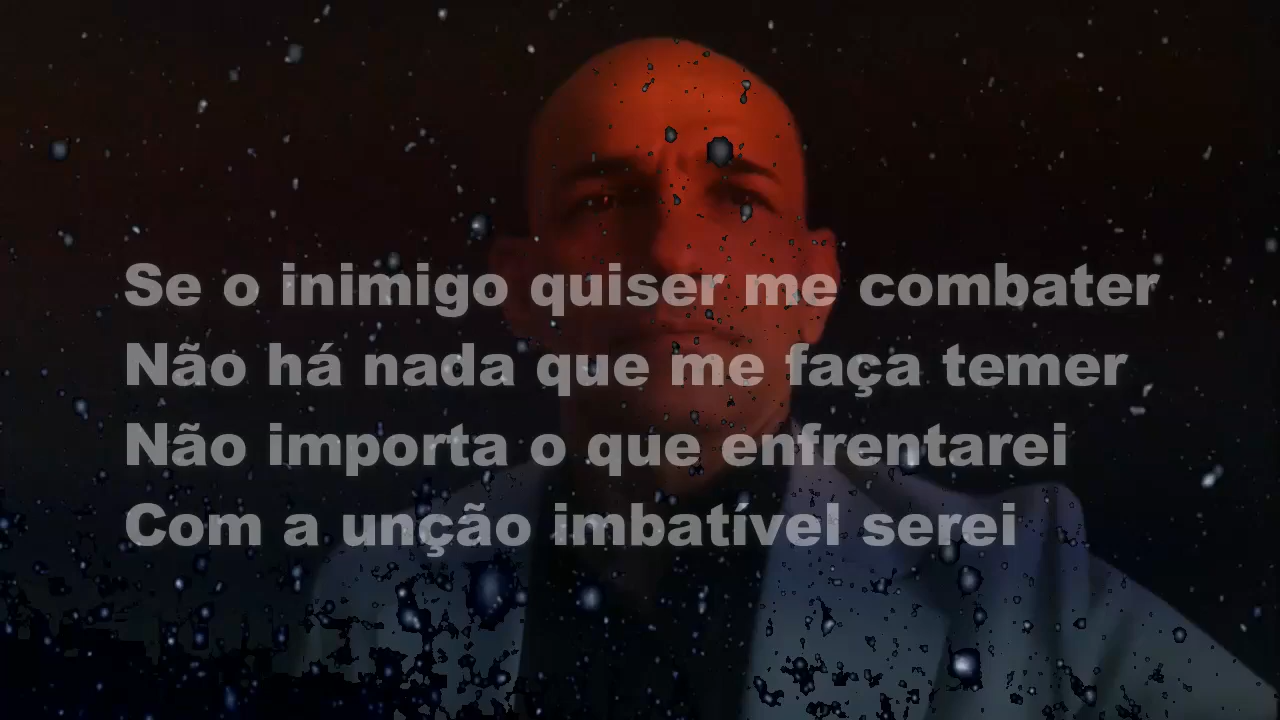 Se o inimigo quiser me combater
Não há nada que me faça temer
Não importa o que enfrentarei
Com a unção imbatível serei